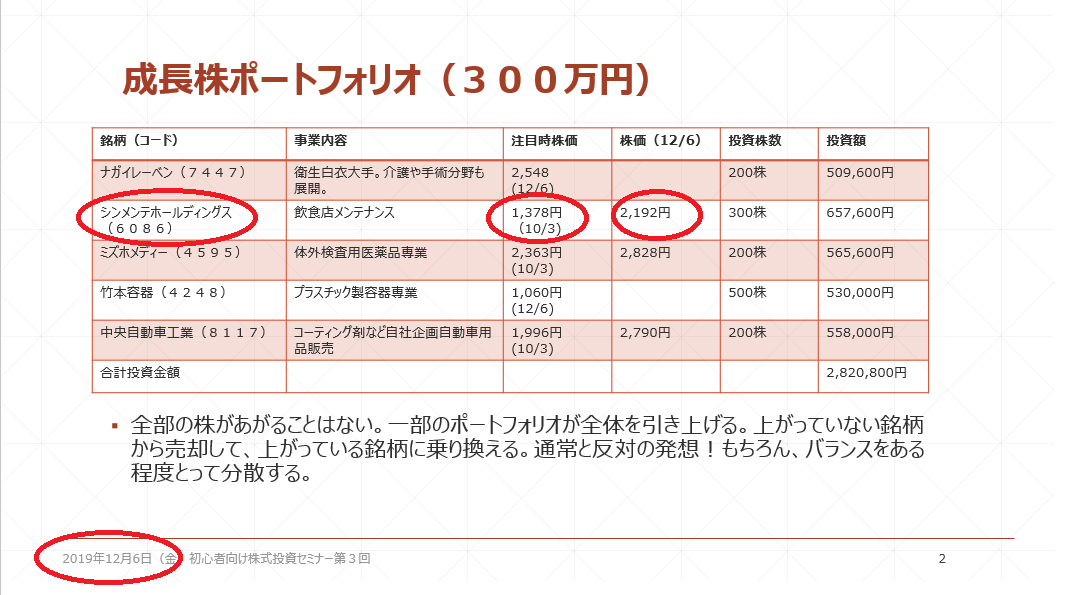 成長株ポートフォリオ（３００万円）
銘柄（コード） 事業内容 注目時株価 株価（12/6） 投資株数 投資額
ナガイレーベン（７４４７） 衛生白衣大手。介護や手術分野も 2,548 200株 509,600円
展開。 (12/6)
シンメンテホールディングス 飲食店メンテナンス 1,378円 2,192円 300株 657,600円
（６０８６） （10/3）
ミズホメディー（４５９５） 体外検査用医薬品専業 2,363円 2,828円 200株 565,600円
(10/3)
竹本容器（４２４８） プラスチック製容器専業 1,060円 500株 530,000円
(12/6)
中央自動車工業（８１１７） コーティング剤など自社企画自動車用 1,996円 2,790円 200株 558,000円
品販売 (10/3)
合計投資金額 2,820,800円
▪ 全部の株があがることはない。一部のポートフォリオが全体を引き上げる。上がっていない銘柄
から売却して、上がっている銘柄に乗り換える。通常と反対の発想！もちろん、バランスをある
程度とって分散する。
2019年12月6日（金）初心者向け株式投資セミナー第３回 2